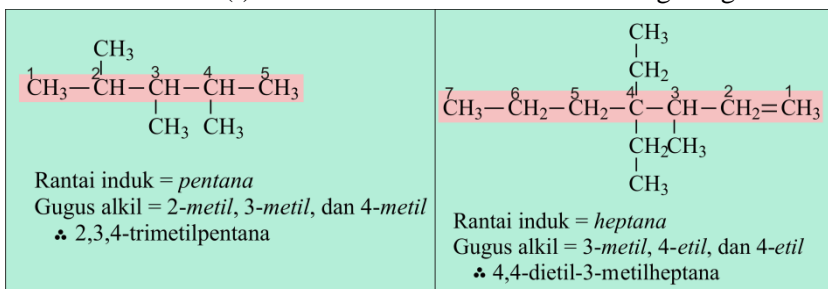 CH3
1 2 3 4 5
CH3–CH–CH–CH–CH3
CH3 CH3
Rantai induk = pentana
Gugus alkil = 2-metil, 3-metil, dan 4-metil
∴ 2,3,4-trimetilpentana
CH3
CH2
7 6 5 4 3 2 1
CH3–CH2–CH2–C–CH–CH2=CH3
CH2CH3
CH3
Rantai induk = heptana
Gugus alkil = 3-metil, 4-etil, dan 4-etil
∴ 4,4-dietil-3-metilheptana